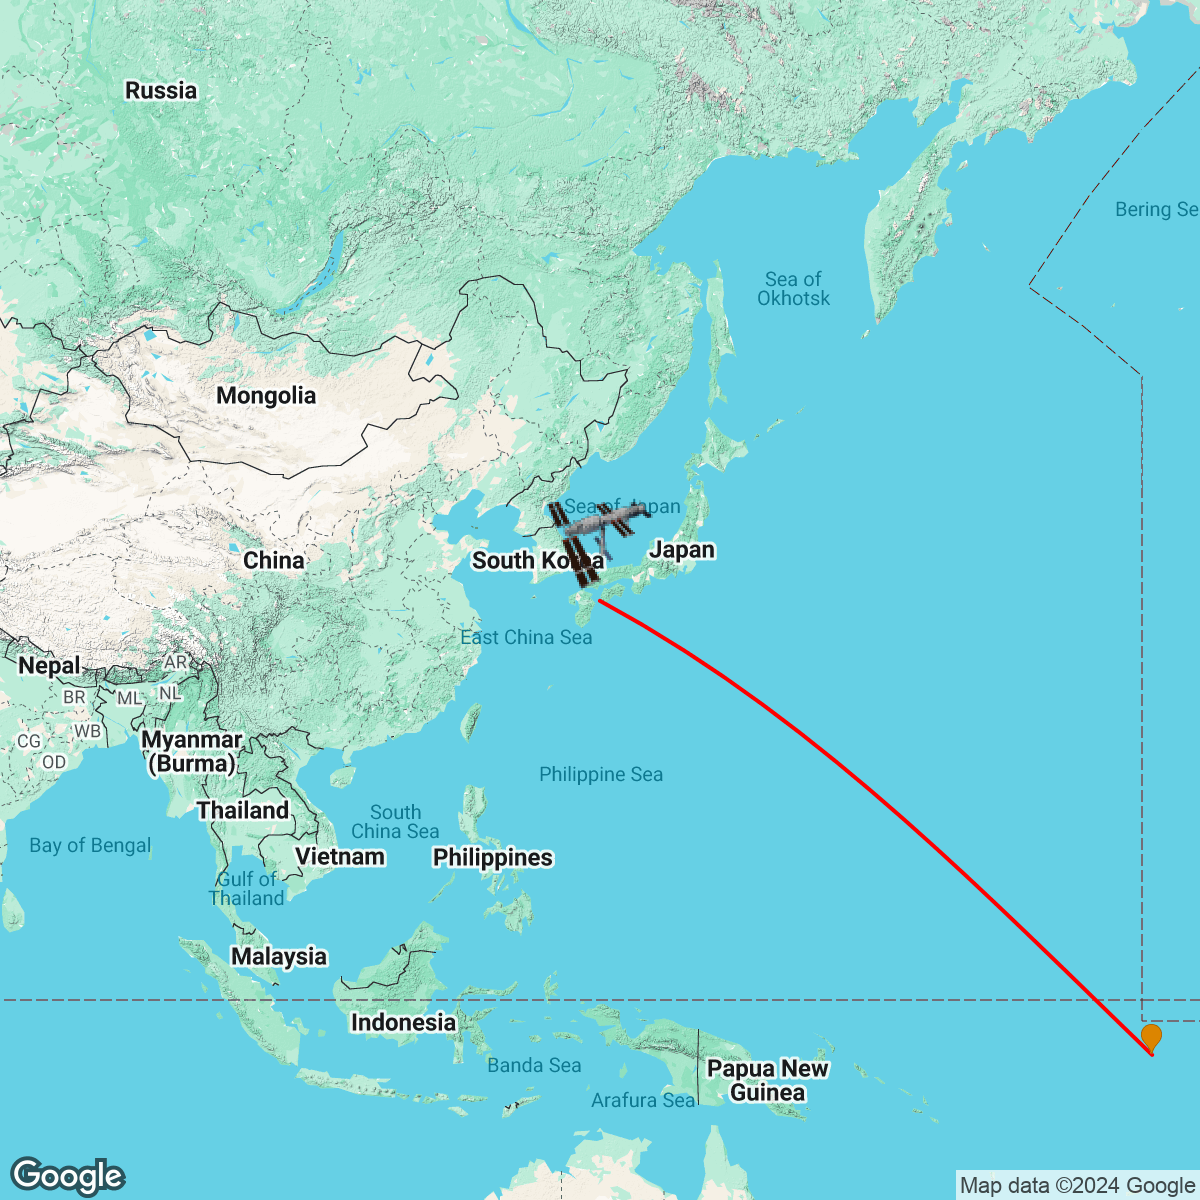 Russia
Bering Se
Sea of
Okhotsk
Mongolia
Sea of Japan
Japan
South Korea
China
East China Sea
Nepal
AR
BR
ML
NL
WB
CG
OD
Myanmar
(Burma)
Philippine Sea
Thailand
South
China Sea
Bay of Bengal
Vietnam
Philippines
Gulf of
Thailand
Malaysia
Indonesia
Banda Sea
Papua New
Guinea
Arafura Sea
Google
Map data ©2024 Google